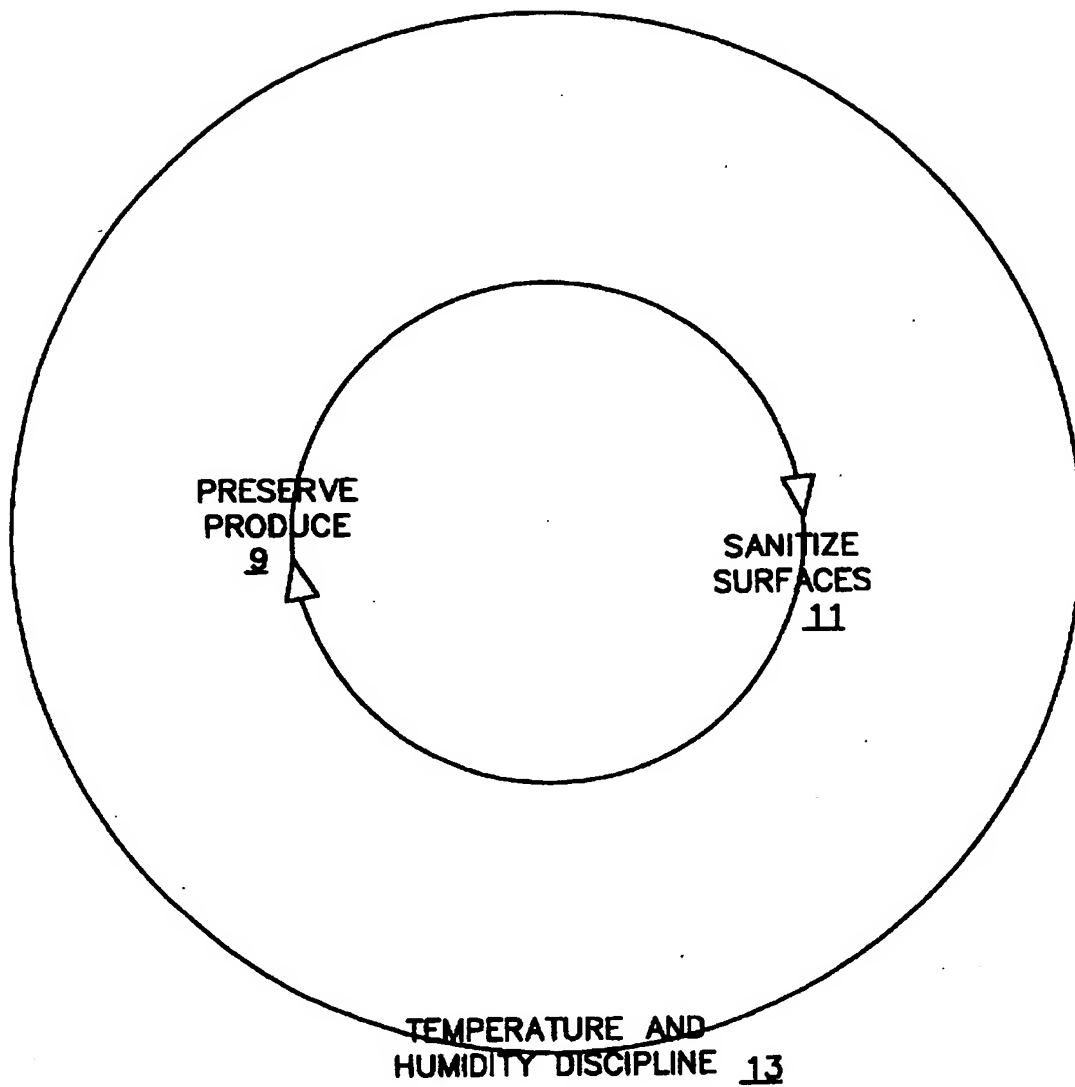 PRESERVE
PRODUCE
9
SANITIZE
SURFACES
11
TEMPERATURE AND
HUMIDITY DISCIPLINE 13